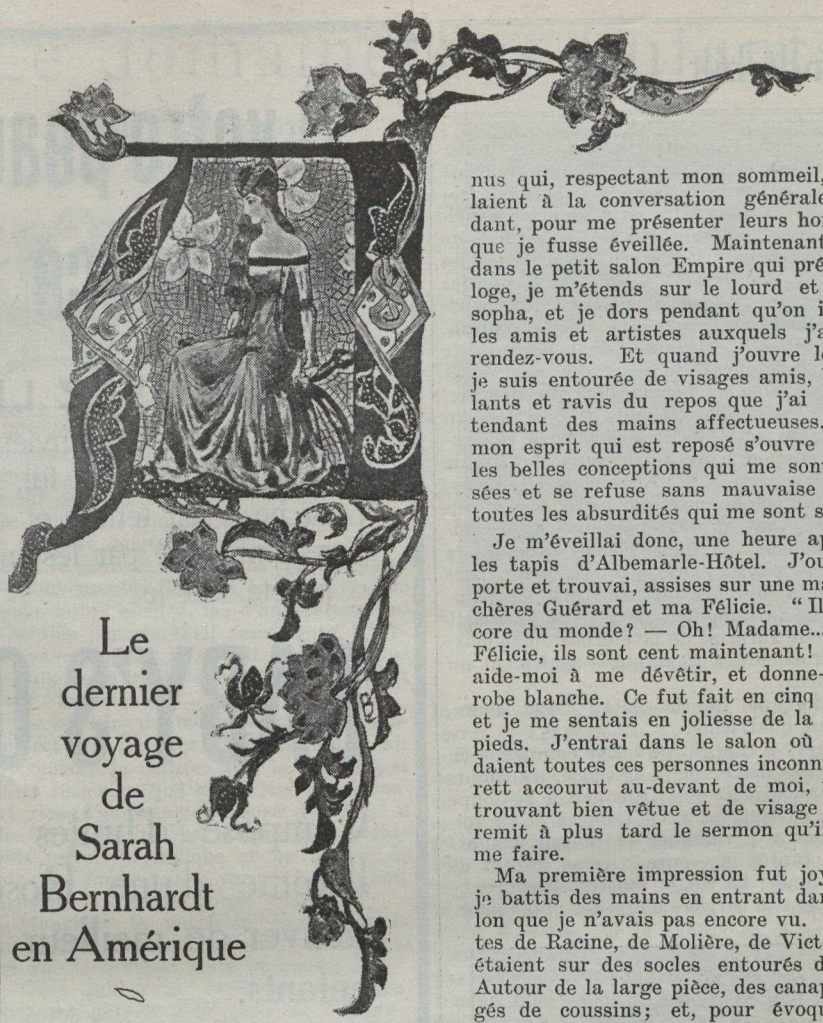 Le
dernier
voyage
de
Sarah
Bernhardt
en Amérique
nus qui, respectant mon sommeil,
laient à la conversation générale
dant, pour me présenter leurs ho
que je fusse éveillée. Maintenant
dans le petit salon Empire qui pré
loge, je m'étends sur le lourd et
sopha, et je dors pendant qu'on i
les amis et artistes auxquels j'a
rendez-vous. Et quand j'ouvre l
je suis entourée de visages amis,
lants et ravis du repos que j'ai
tendant des mains affectueuses.
mon esprit qui est reposé s'ouvre
les belles conceptions qui me sont
sées et se refuse sans mauvaise
toutes les absurdités qui me sont s
Je m'éveillai donc, une heure ap
les tapis d'Albemarle-Hôtel. J'ou
porte et trouvai, assises sur une ma
chères Guérard et ma Félicie. “Il
core du monde? — Oh! Madame...
Félicie, ils sont cent maintenant!
aide-moi à me dévêtir, et donne-
robe blanche. Ce fut fait en cinq
et je me sentais en joliesse de la
pieds. J'entrai dans le salon où
daient toutes ces personnes inconn
rett accourut au-devant de moi,
trouvant bien vêtue et de visage
remit à plus tard le sermon qu'i
me faire.
Ma première impression fut joy
je battis des mains en entrant dan
lon que je n'avais pas encore vu.
tes de Racine, de Molière, de Vict
étaient sur des socles entourés d
Autour de la large pièce, des canap
gés de coussins; et, pour évoqu